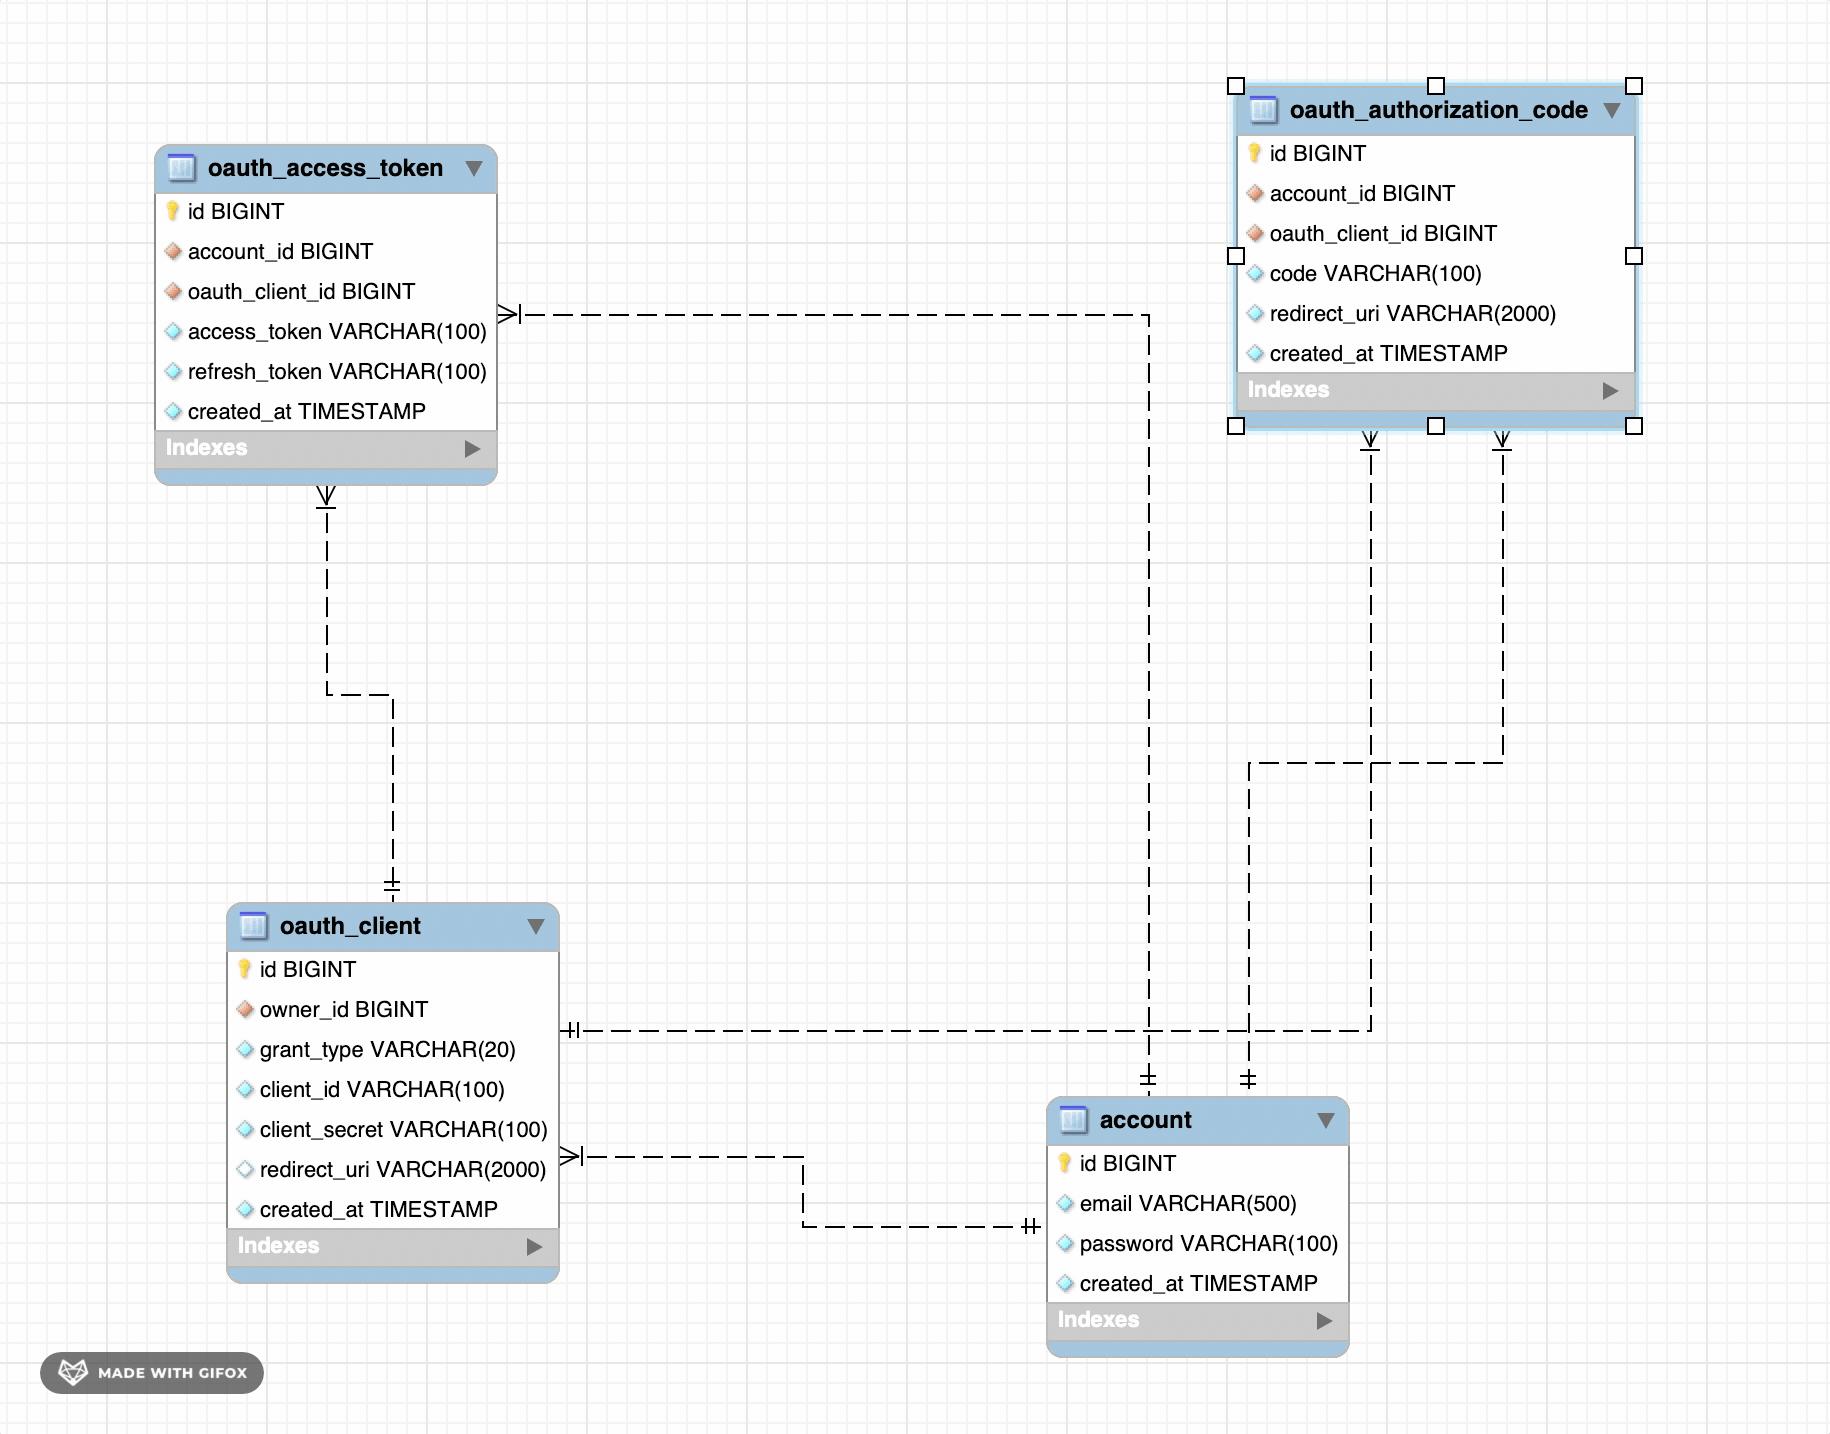 oauth_access_token
id BIGINT
account_id BIGINT
oauth_client_id BIGINT
access_token VARCHAR(100)
refresh_token VARCHAR(100)
created_at TIMESTAMP
Indexes
oauth_authorization_code
id BIGINT
account_id BIGINT
oauth_client_id BIGINT
code VARCHAR(100)
redirect_uri VARCHAR(2000)
created_at TIMESTAMP
Indexes
oauth_client
id BIGINT
owner_id BIGINT
grant_type VARCHAR(20)
client_id VARCHAR(100)
client_secret VARCHAR(100)
redirect_uri VARCHAR(2000)
created_at TIMESTAMP
Indexes
account
id BIGINT
email VARCHAR(500)
password VARCHAR(100)
created_at TIMESTAMP
Indexes
MADE WITH GIFOX